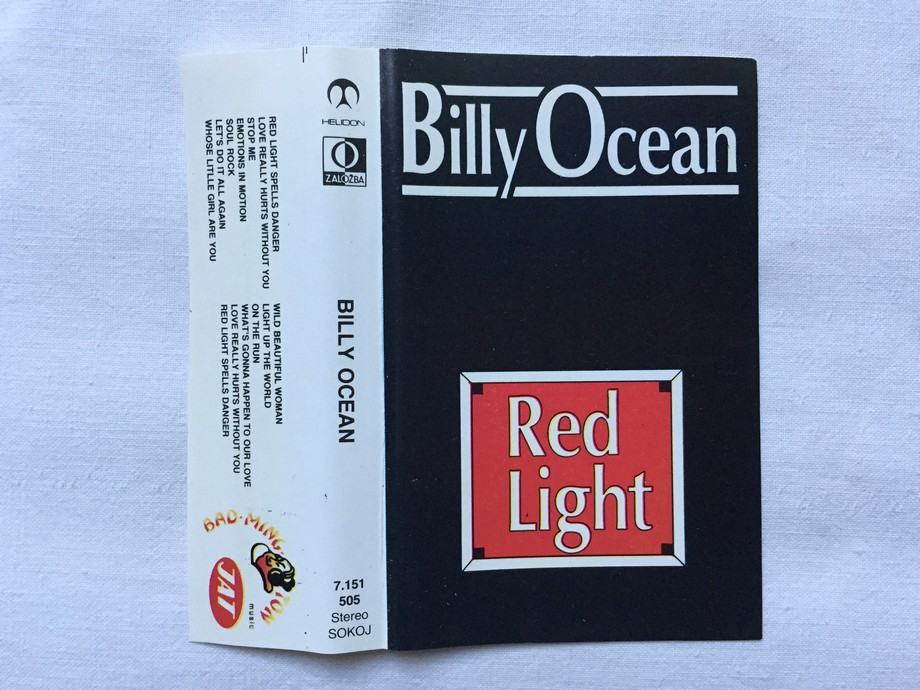 RED LIGHT SPELLS DANGER
LOVE REALLY HURTS WITHOUT YOU
STOP ME
EMOTIONS IN MOTION
SOUL ROCK
LET'S DO IT ALL AGAIN
WHOSE LITLLE GIRL ARE YOU
WILD BEAUTIFUL WOMAN
LIGHT UP THE WORLD
ON THE RUN
WHAT'S GONNA HAPPEN TO OUR LOVE
LOVE REALLY HURTS WITHOUT YOU
RED LIGHT SPELLS DANGER
BAD-MING-TON
JAY
music
HELIDON
ZALOŽBA
BILLY OCEAN
7.151
505
Stereo
SOKOJ
Billy Ocean
Red
Light